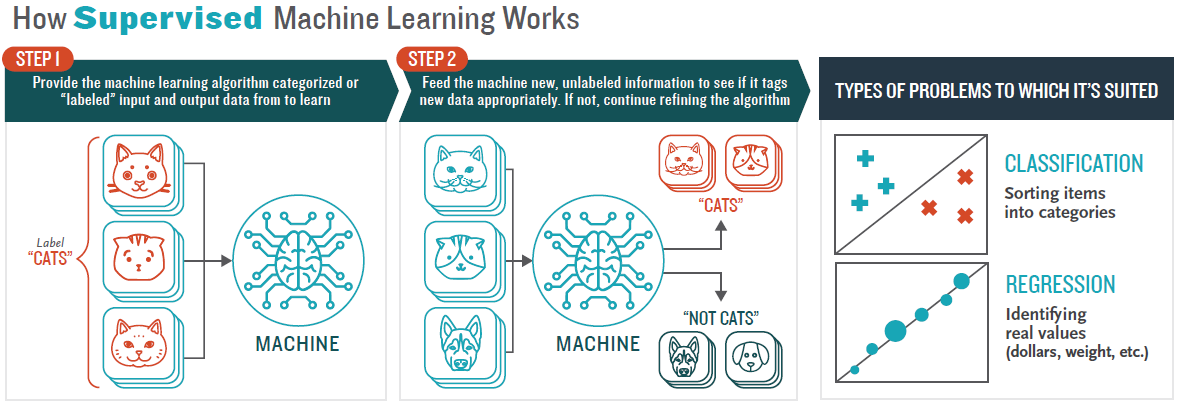 How Supervised Machine Learning Works
STEP 1
Provide the machine learning algorithm categorized or
“labeled” input and output data from to learn
Label
“CATS”
MACHINE
STEP 2
Feed the machine new, unlabeled information to see if it tags
new data appropriately. If not, continue refining the algorithm
MACHINE
“CATS”
“NOT CATS”
TYPES OF PROBLEMS TO WHICH IT’S SUITED
CLASSIFICATION
Sorting items
into categories
REGRESSION
Identifying
real values
(dollars, weight, etc.)